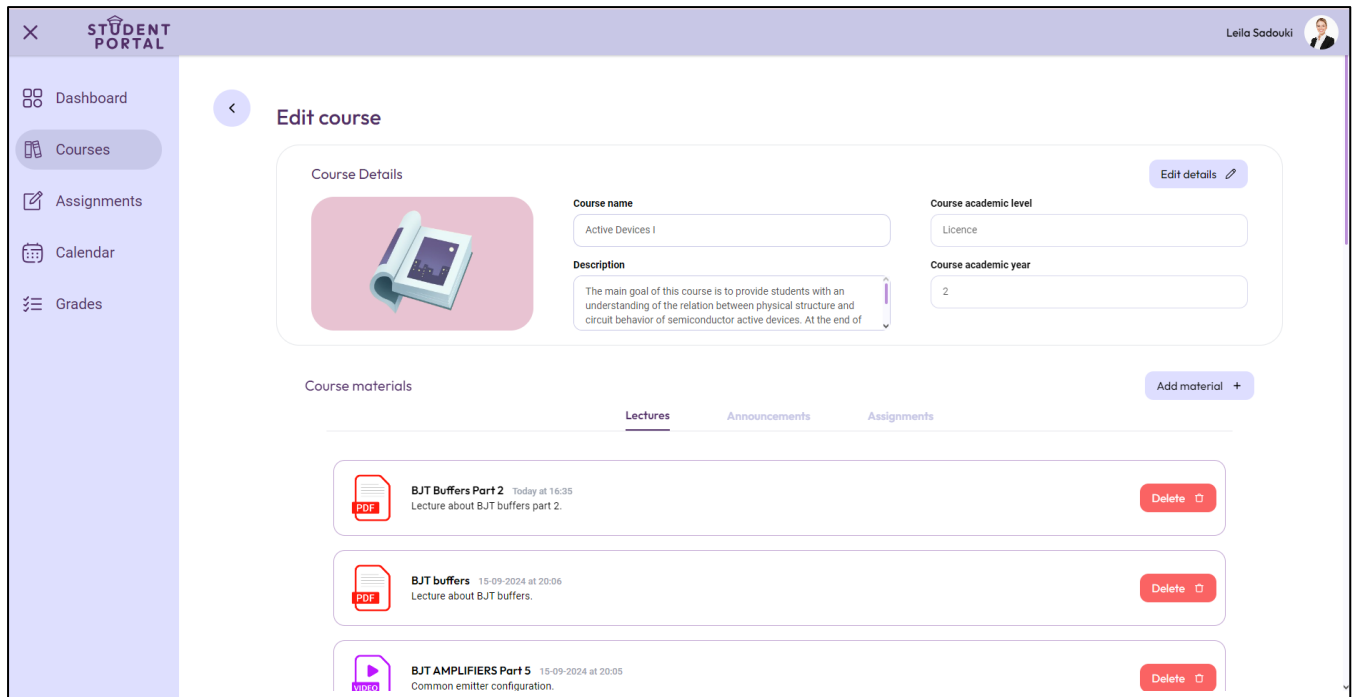 STUDENT
PORTAL
Leila Sadouki
Dashboard
Courses
Assignments
Calendar
Grades
Edit course
Course Details
Edit details
Course name
Active Devices I
Course academic level
Licence
Description
The main goal of this course is to provide students with an
understanding of the relation between physical structure and
circuit behavior of semiconductor active devices. At the end of
Course academic year
2
Course materials
Add material +
Lectures Announcements Assignments
PDF
BJT Buffers Part 2 Today at 16:35
Lecture about BJT buffers part 2.
Delete
PDF
BJT buffers 15-09-2024 at 20:06
Lecture about BJT buffers.
Delete
VIDEO
BJT AMPLIFIERS Part 5 15-09-2024 at 20:05
Common emitter configuration.
Delete